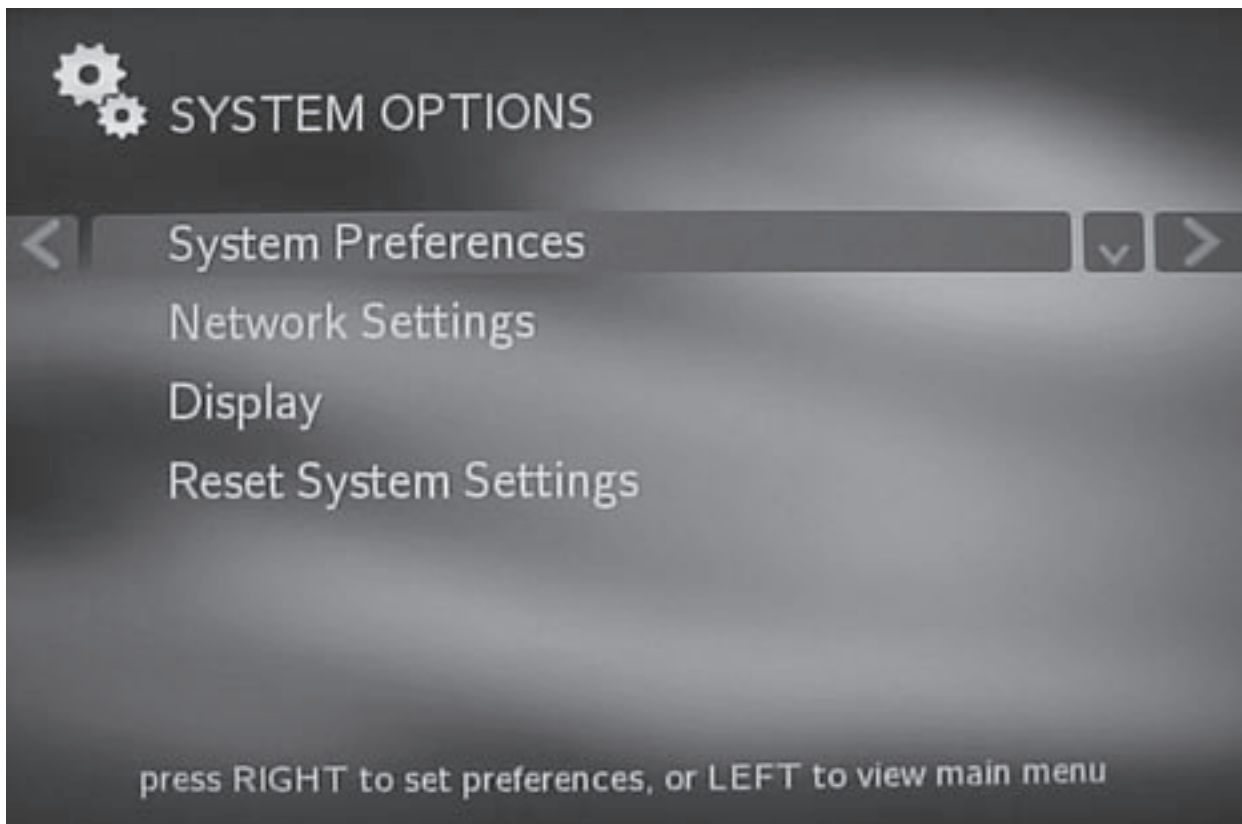 SYSTEM OPTIONS
System Preferences
Network Settings
Display
Reset System Settings
press RIGHT to set preferences, or LEFT to view main menu